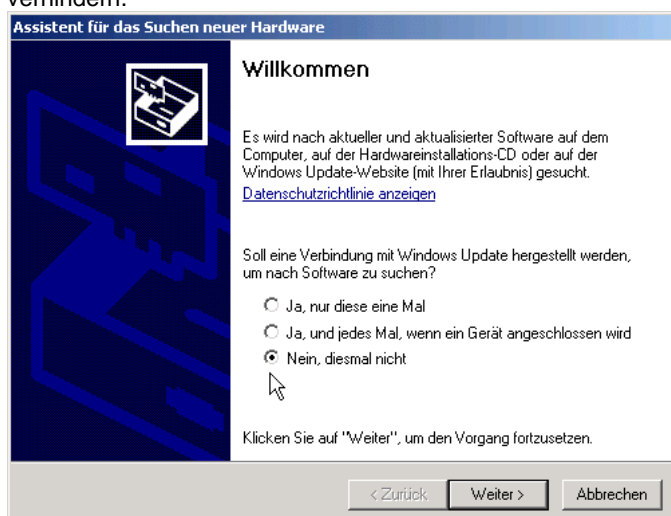 verhindern.
Assistent für das Suchen neuer Hardware
Willkommen
Es wird nach aktueller und aktualisierter Software auf dem
Computer, auf der Hardwareinstallations-CD oder auf der
Windows Update-Website (mit Ihrer Erlaubnis) gesucht.
Datenschutzrichtlinie anzeigen
Soll eine Verbindung mit Windows Update hergestellt werden,
um nach Software zu suchen?
Ja, nur diese eine Mal
Ja, und jedes Mal, wenn ein Gerät angeschlossen wird
Nein, diesmal nicht
Klicken Sie auf "Weiter", um den Vorgang fortzusetzen.
< Zurück Weiter > Abbrechen